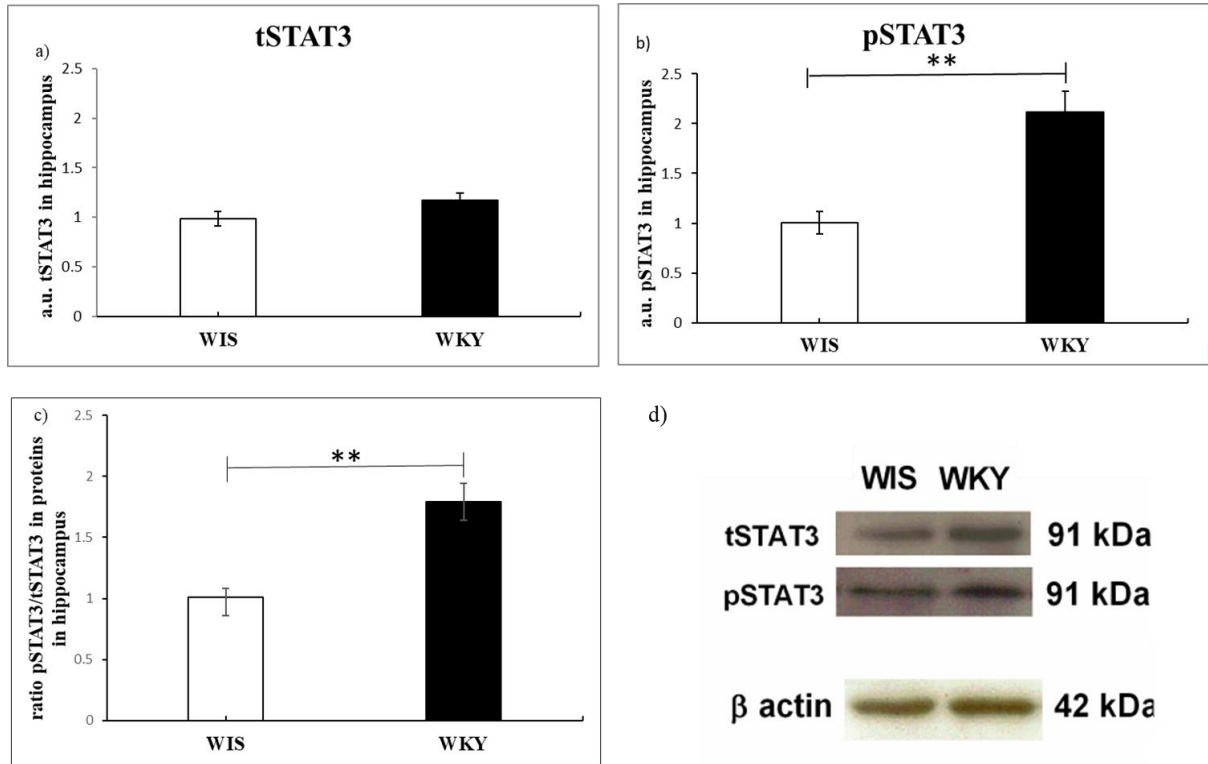 a)
tSTAT3
a.u. tSTAT3 in hippocampus
2.5
2
1.5
1
0.5
0
WIS WKY
b)
pSTAT3
a.u. pSTAT3 in hippocampus
**
2.5
2
2.5
1
0.5
0
WIS WKY
c)
ratio pSTAT3/tSTAT3 in proteins
in hippocampus
**
2.5
2
1.5
1
0.5
0
WIS WKY
d)
WIS WKY
tSTAT3 91 kDa
pSTAT3 91 kDa
β actin 42 kDa